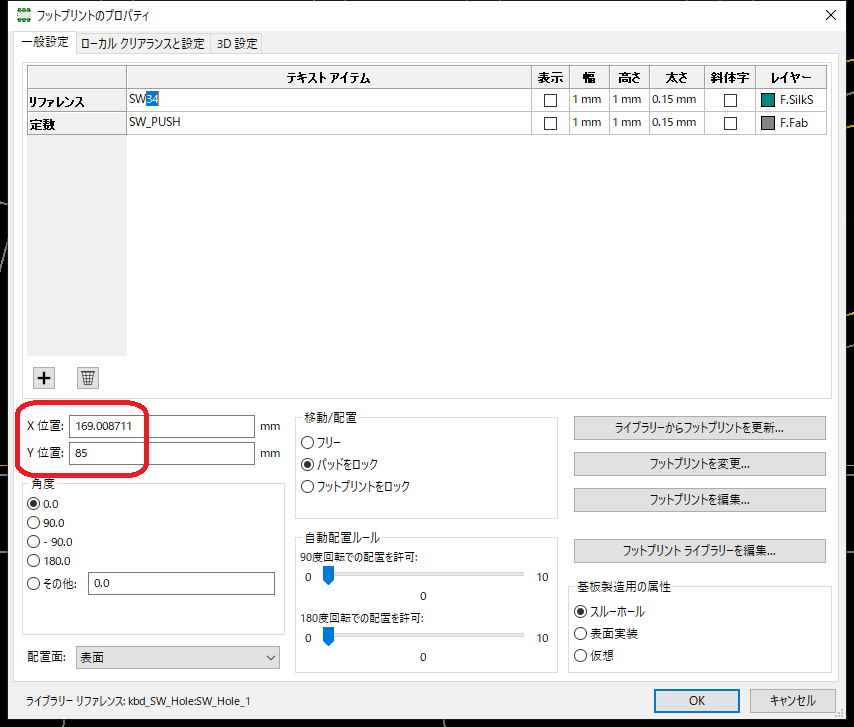 フットプリントのプロパティ
一般設定 ローカル クリアランスと設定 3D 設定
テキスト アイテム 表示 幅 高さ 太さ 斜体字 レイヤー
リファレンス SW34 1 mm 1 mm 0.15 mm F.SilkS
定数 SW_PUSH 1 mm 1 mm 0.15 mm F.Fab
X 位置: 169.008711 mm
Y 位置: 85 mm
角度
0.0
90.0
- 90.0
180.0
その他: 0.0
配置面: 表面
移動/配置
フリー
パッドをロック
フットプリントをロック
自動配置ルール
90度回転での配置を許可:
0 10
0
180度回転での配置を許可:
0 10
0
ライブラリーからフットプリントを更新...
フットプリントを変更...
フットプリントを編集...
フットプリント ライブラリーを編集...
基板製造用の属性
スルーホール
表面実装
仮想
ライブラリー リファレンス: kbd_SW_Hole:SW_Hole_1
OK キャンセル